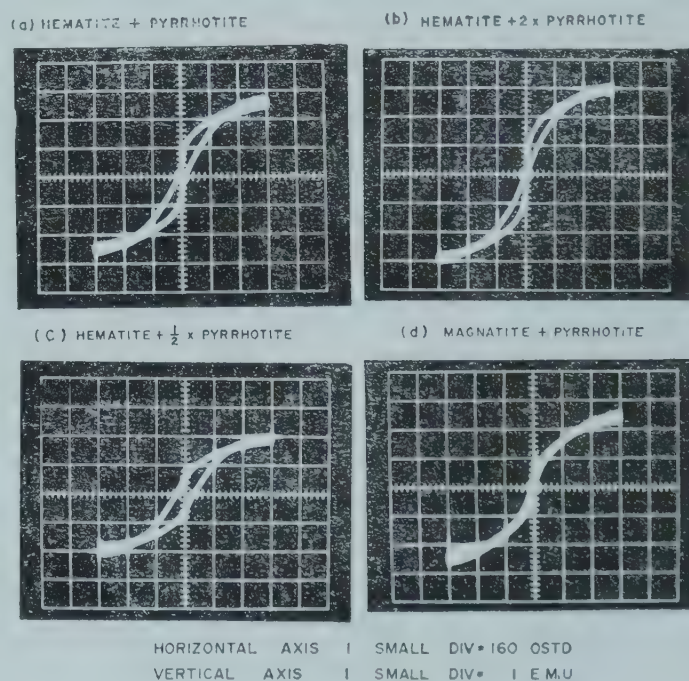 (a) HEMATITE + PYRRHOTITE
(b) HEMATITE + 2 x PYRRHOTITE
(C) HEMATITE + 1/2 x PYRRHOTITE
(d) MAGNATITE + PYRRHOTITE
HORIZONTAL AXIS 1 SMALL DIV = 160 OSTD
VERTICAL AXIS 1 SMALL DIV = 1 E.M.U